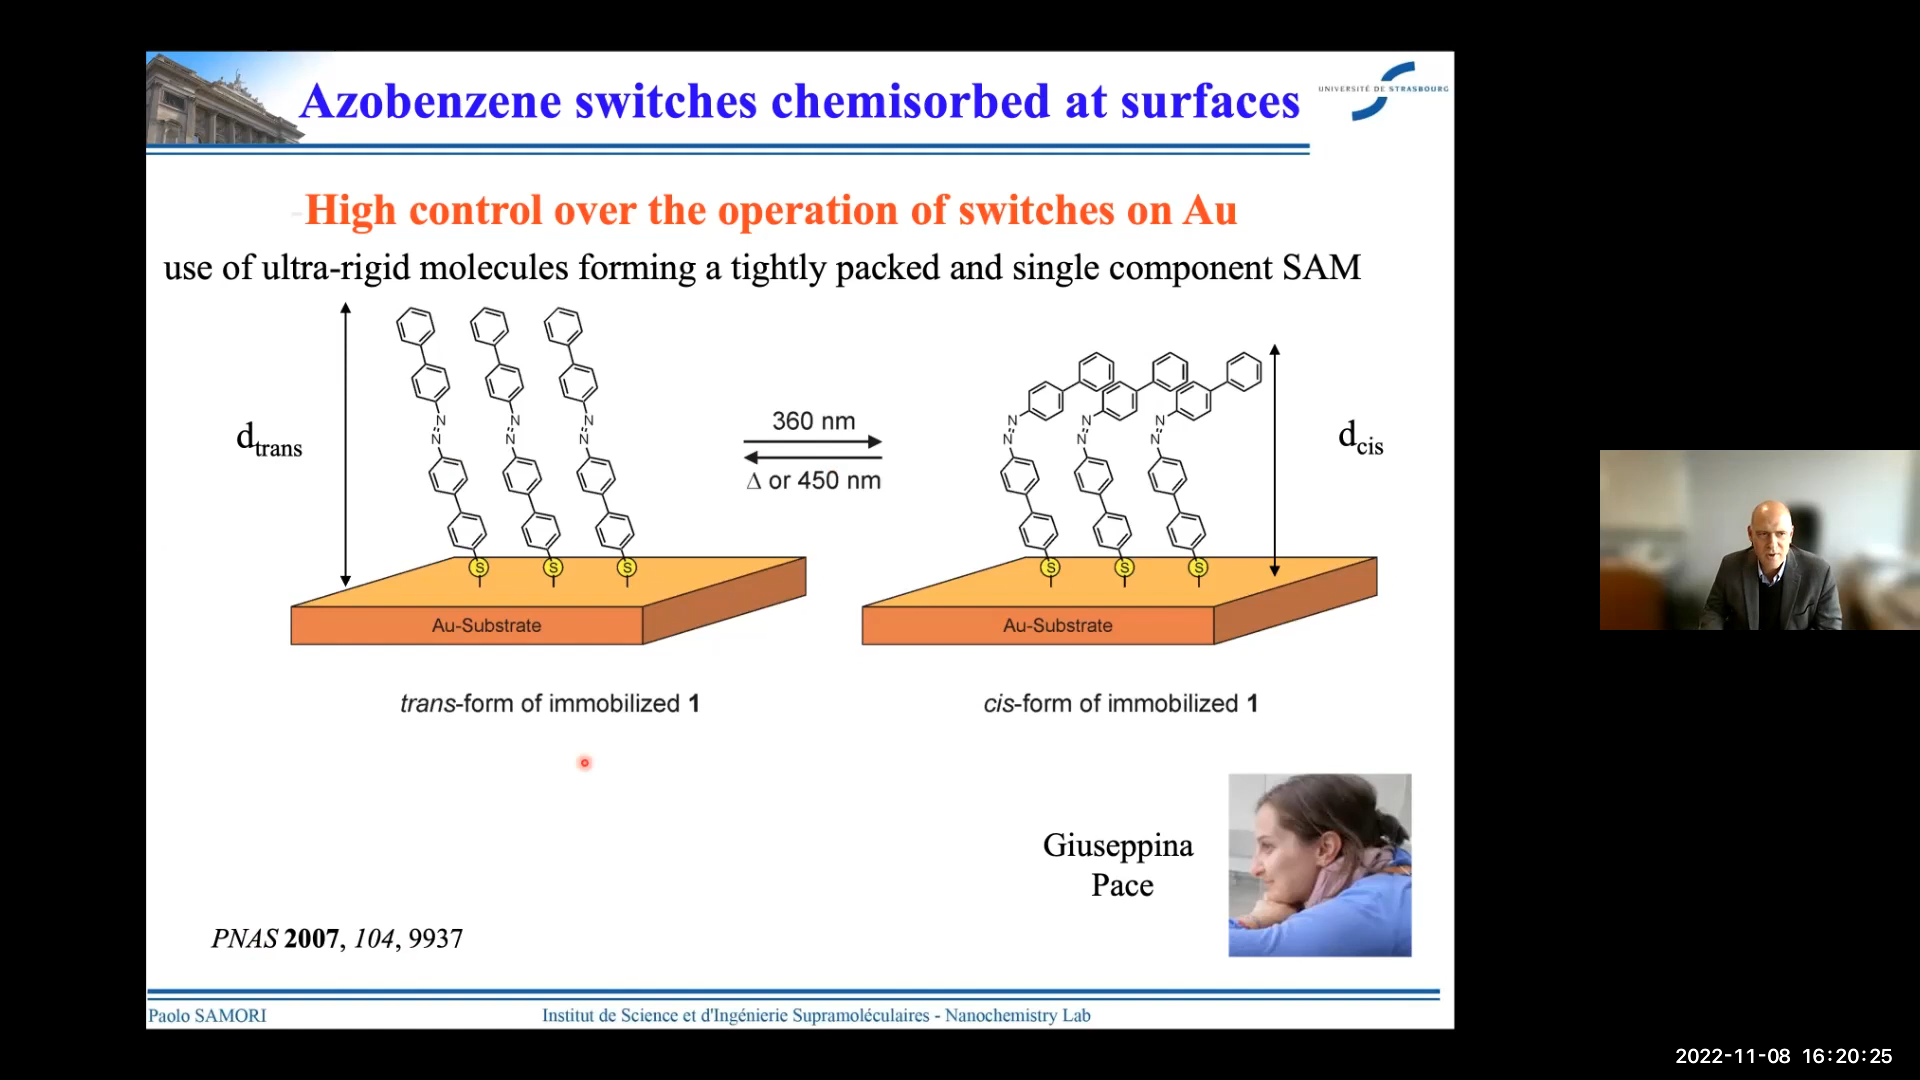 Azobenzene switches chemisorbed at surfaces
UNIVERSITÉ DE STRASBOURG
High control over the operation of switches on Au
use of ultra-rigid molecules forming a tightly packed and single component SAM
d trans
N N N
N N N
S S S
Au-Substrate
trans-form of immobilized 1
360 nm
Δ or 450 nm
N N N
N N N
S S S
Au-Substrate
cis-form of immobilized 1
d cis
Giuseppina
Pace
PNAS 2007, 104, 9937
Paolo SAMORI
Institut de Science et d'Ingénierie Supramoléculaires - Nanochemistry Lab
2022-11-08 16:20:25